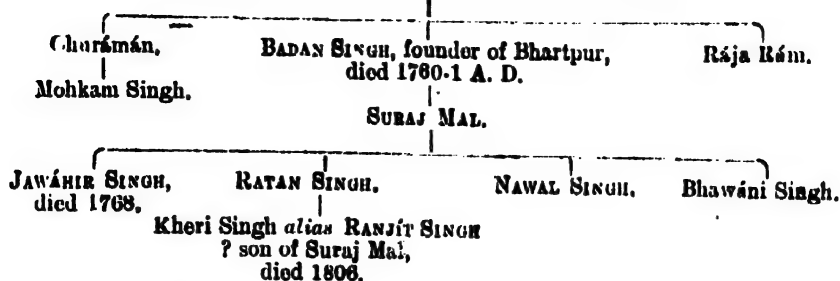 Churámán. BADAN SINGH, founder of Bhartpur, Rája Rám.
died 1760-1 A. D.
Mohkam Singh.
SURAJ MAL.
JAWÁHIR SINGH, RATAN SINGH. NAWAL SINGH. Bhawáni Singh.
died 1768.
Kheri Singh alias RANJÍT SINGH
? son of Suraj Mal,
died 1806.